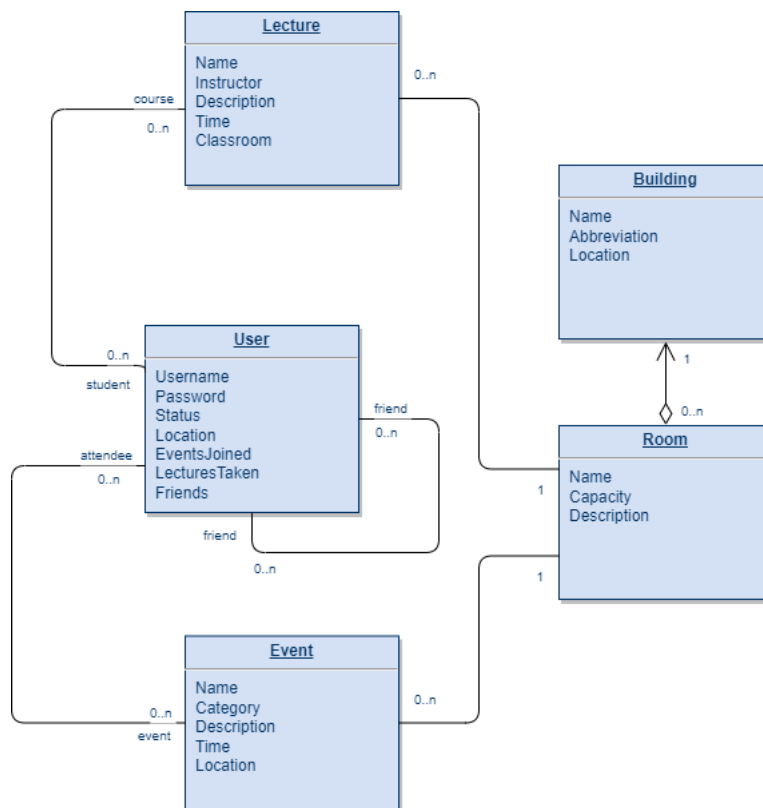 Lecture
Name
Instructor
Description
Time
Classroom
course
0..n
0..n
Building
Name
Abbreviation
Location
1
0..n
User
Username
Password
Status
Location
EventsJoined
LecturesTaken
Friends
0..n
student
friend
0..n
attendee
0..n
friend
0..n
Room
Name
Capacity
Description
1
1
Event
Name
Category
Description
Time
Location
0..n
event
0..n